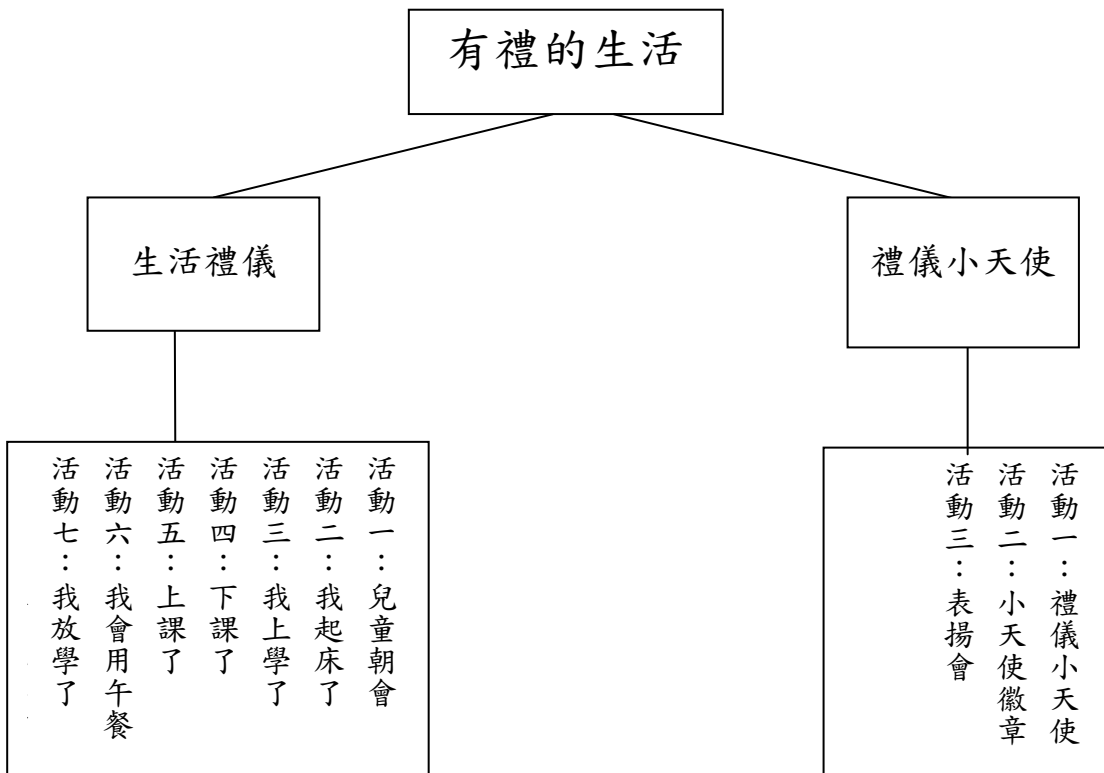 有禮的生活
生活禮儀
禮儀小天使
活動一：兒童朝會
活動二：我起床了
活動三：我上學了
活動四：下課了
活動五：上課了
活動六：我會用午餐
活動七：我放學了
活動一：禮儀小天使
活動二：小天使徽章
活動三：表揚會